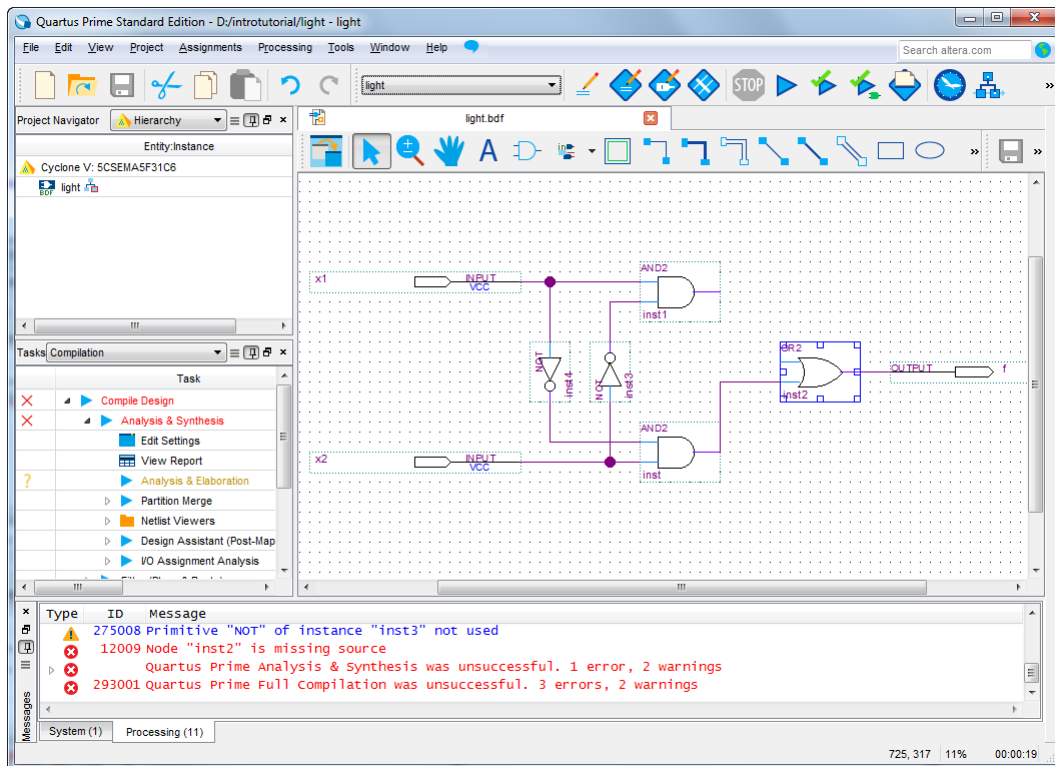 Quartus Prime Standard Edition - D:/introtutorial/light - light
File Edit View Project Assignments Processing Tools Window Help
Search altera.com
light
STOP
»
Project Navigator Hierarchy
Entity:Instance
Cyclone V: 5CSEMA5F31C6
BDF light
light.bdf
A
»
»
x1
INPUT
VCC
AND2
inst1
NOT
inst4
NOT
inst3
OR2
inst2
OUTPUT
f
AND2
inst
x2
INPUT
VCC
Tasks Compilation
Task
Compile Design
Analysis & Synthesis
Edit Settings
View Report
? Analysis & Elaboration
Partition Merge
Netlist Viewers
Design Assistant (Post-Map
I/O Assignment Analysis
Messages
Type ID Message
275008 Primitive "NOT" of instance "inst3" not used
12009 Node "inst2" is missing source
Quartus Prime Analysis & Synthesis was unsuccessful. 1 error, 2 warnings
293001 Quartus Prime Full Compilation was unsuccessful. 3 errors, 2 warnings
System (1) Processing (11)
725, 317 11% 00:00:19